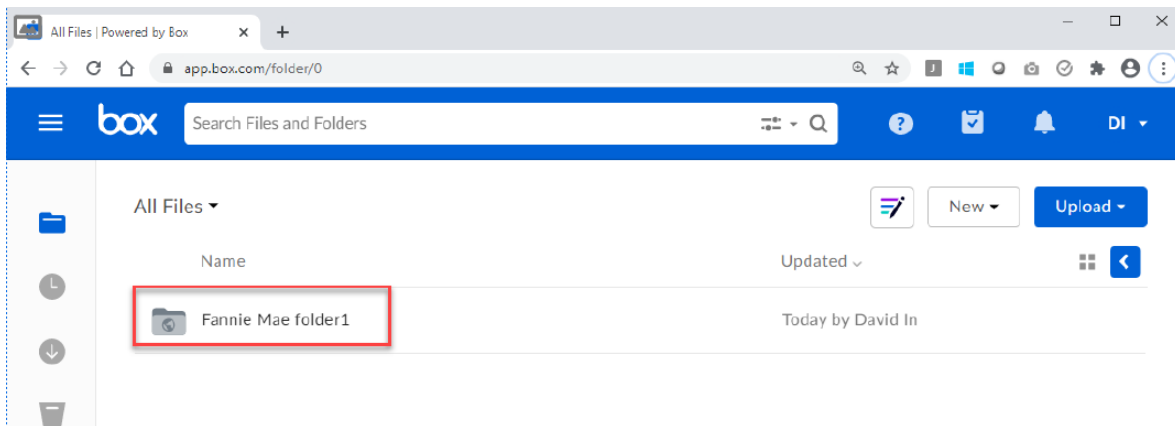 All Files | Powered by Box
app.box.com/folder/0
box
Search Files and Folders
DI
All Files
New
Upload
Name
Updated
Fannie Mae folder1
Today by David In